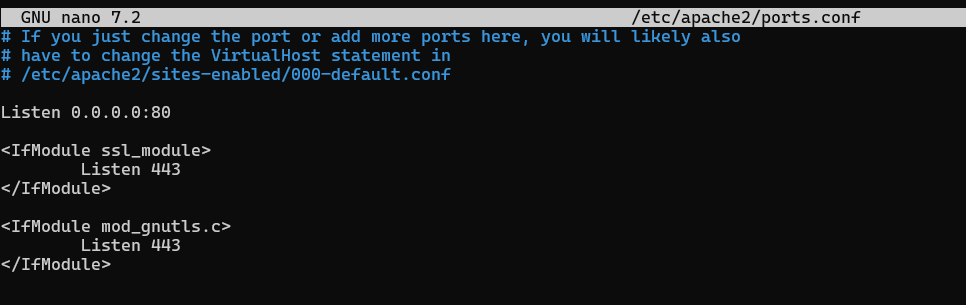 GNU nano 7.2 /etc/apache2/ports.conf
# If you just change the port or add more ports here, you will likely also
# have to change the VirtualHost statement in
# /etc/apache2/sites-enabled/000-default.conf

Listen 0.0.0.0:80

<IfModule ssl_module>
        Listen 443
</IfModule>

<IfModule mod_gnutls.c>
        Listen 443
</IfModule>